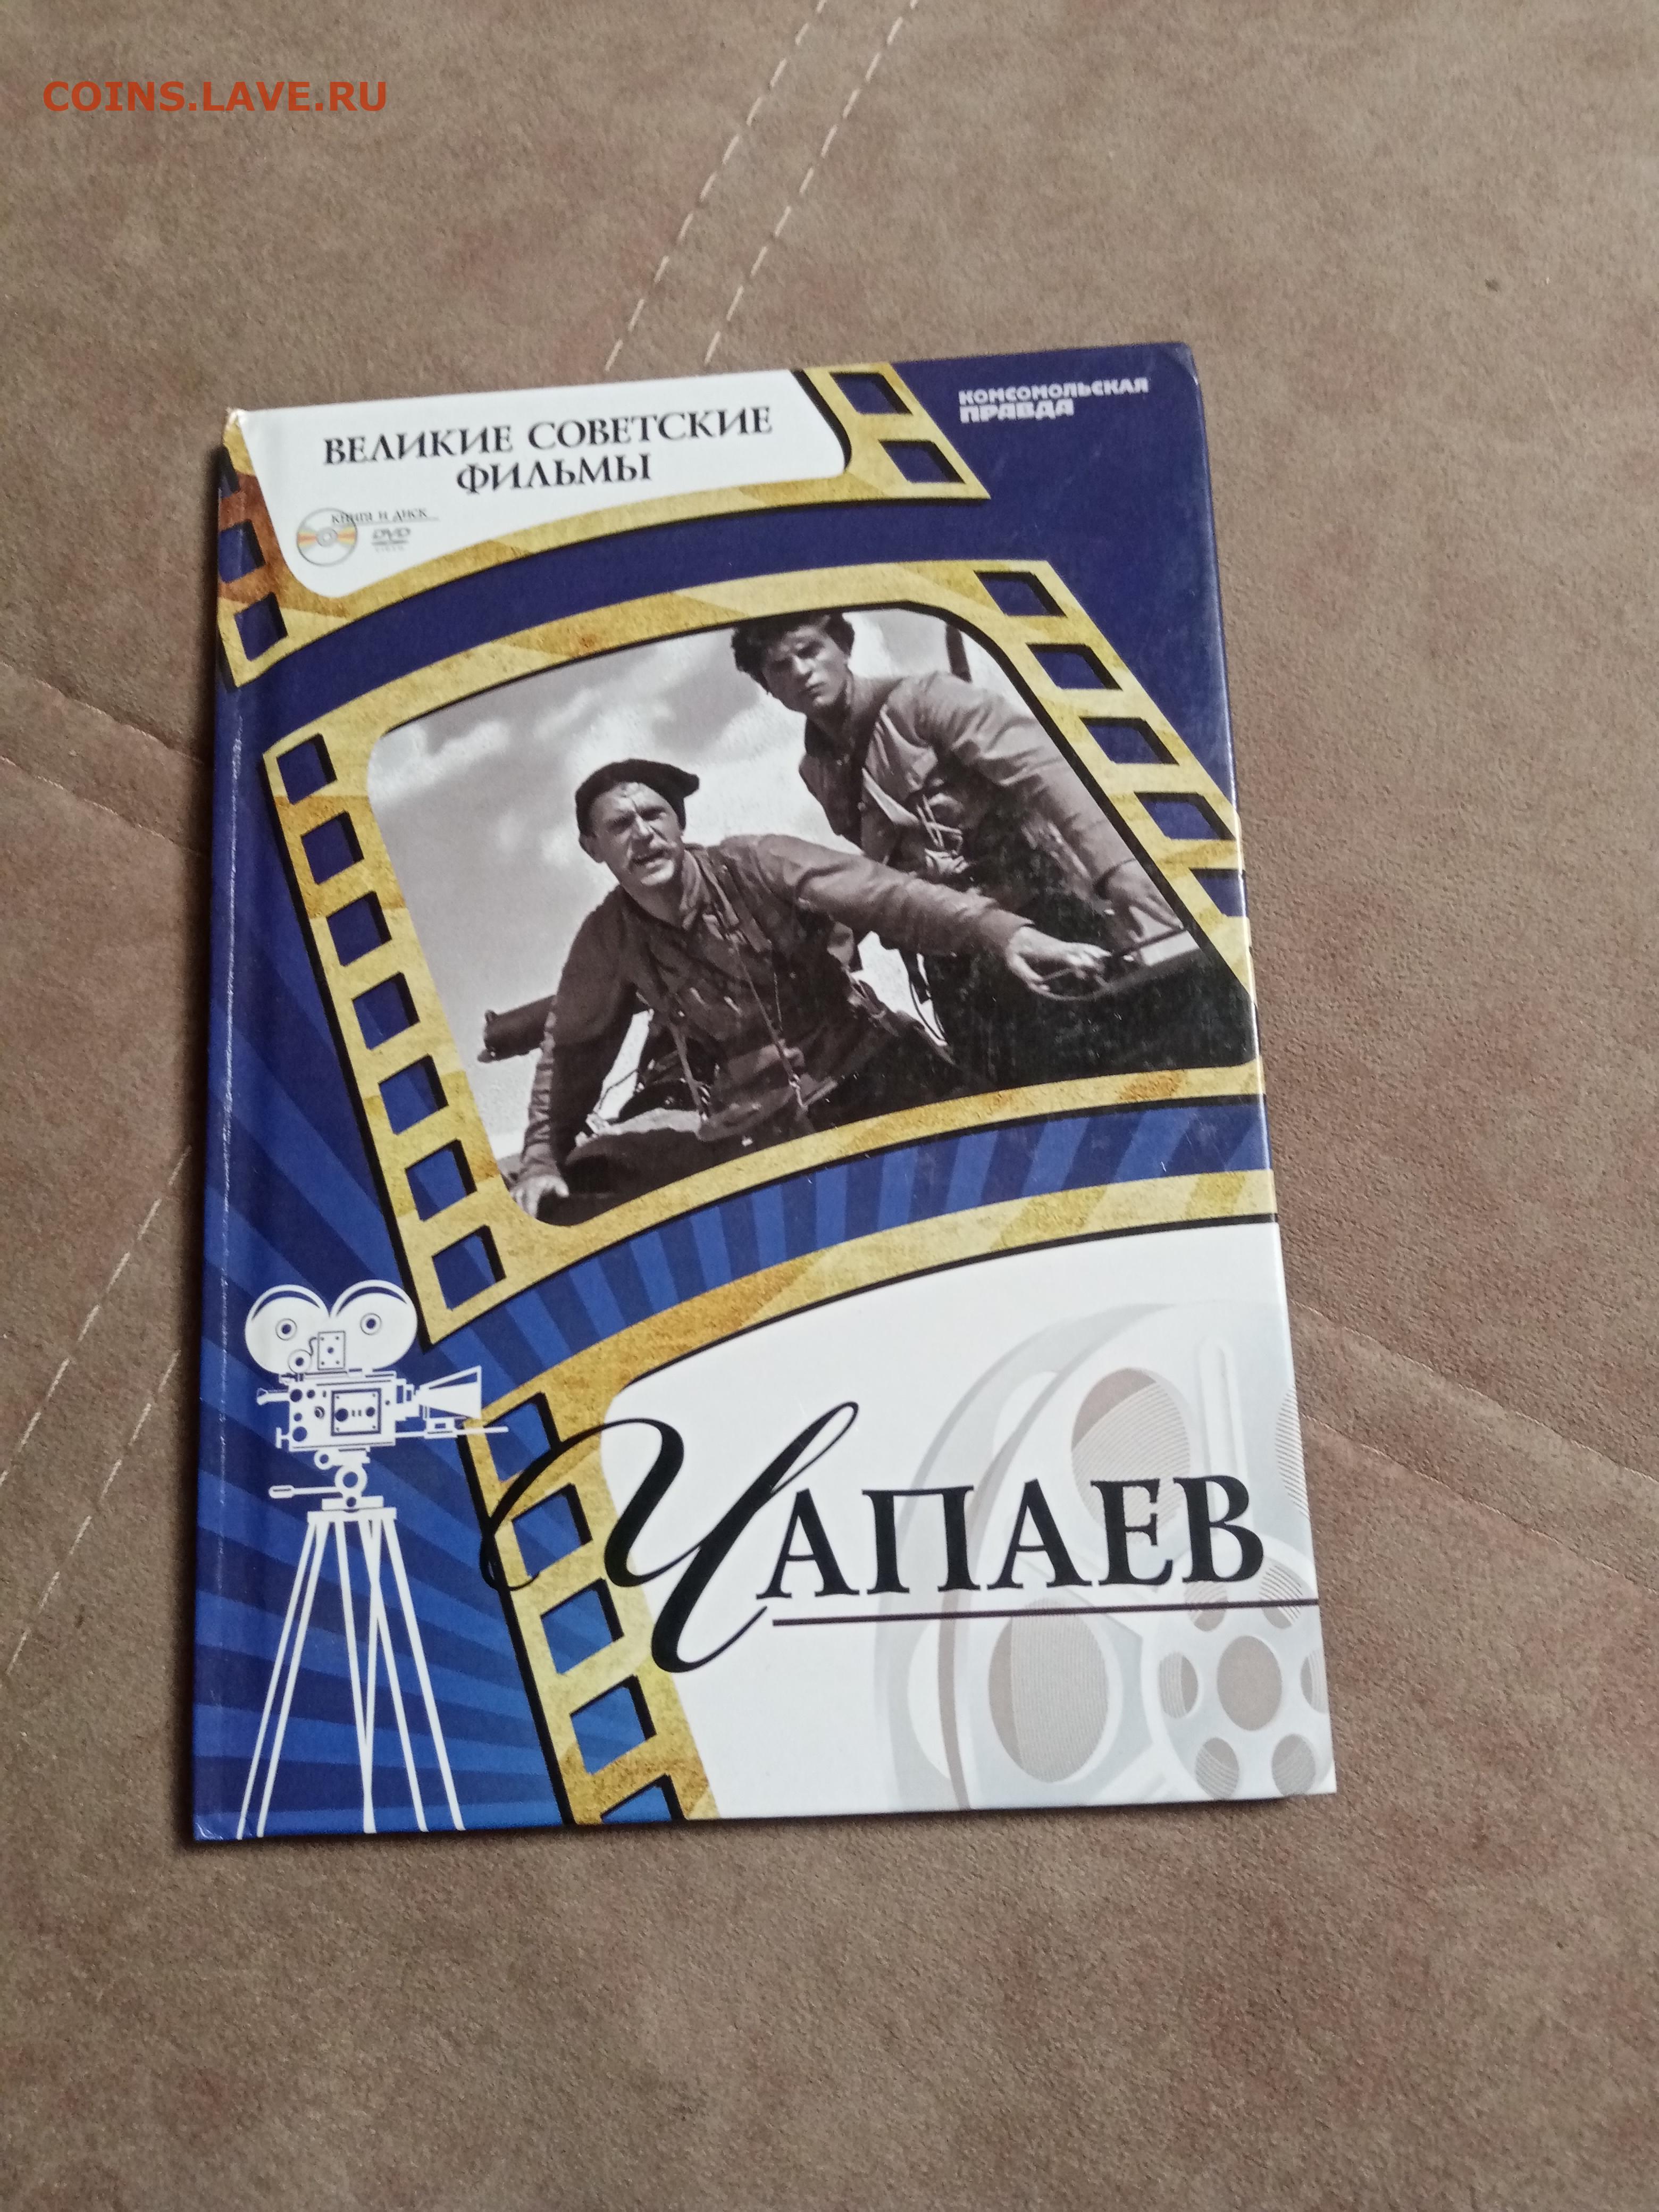 COINS.LAVE.RU
КОМСОМОЛЬСКАЯ
ПРАВДА
ВЕЛИКИЕ СОВЕТСКИЕ
ФИЛЬМЫ
КНИГА И ДИСК
DVD
ЧАПАЕВ